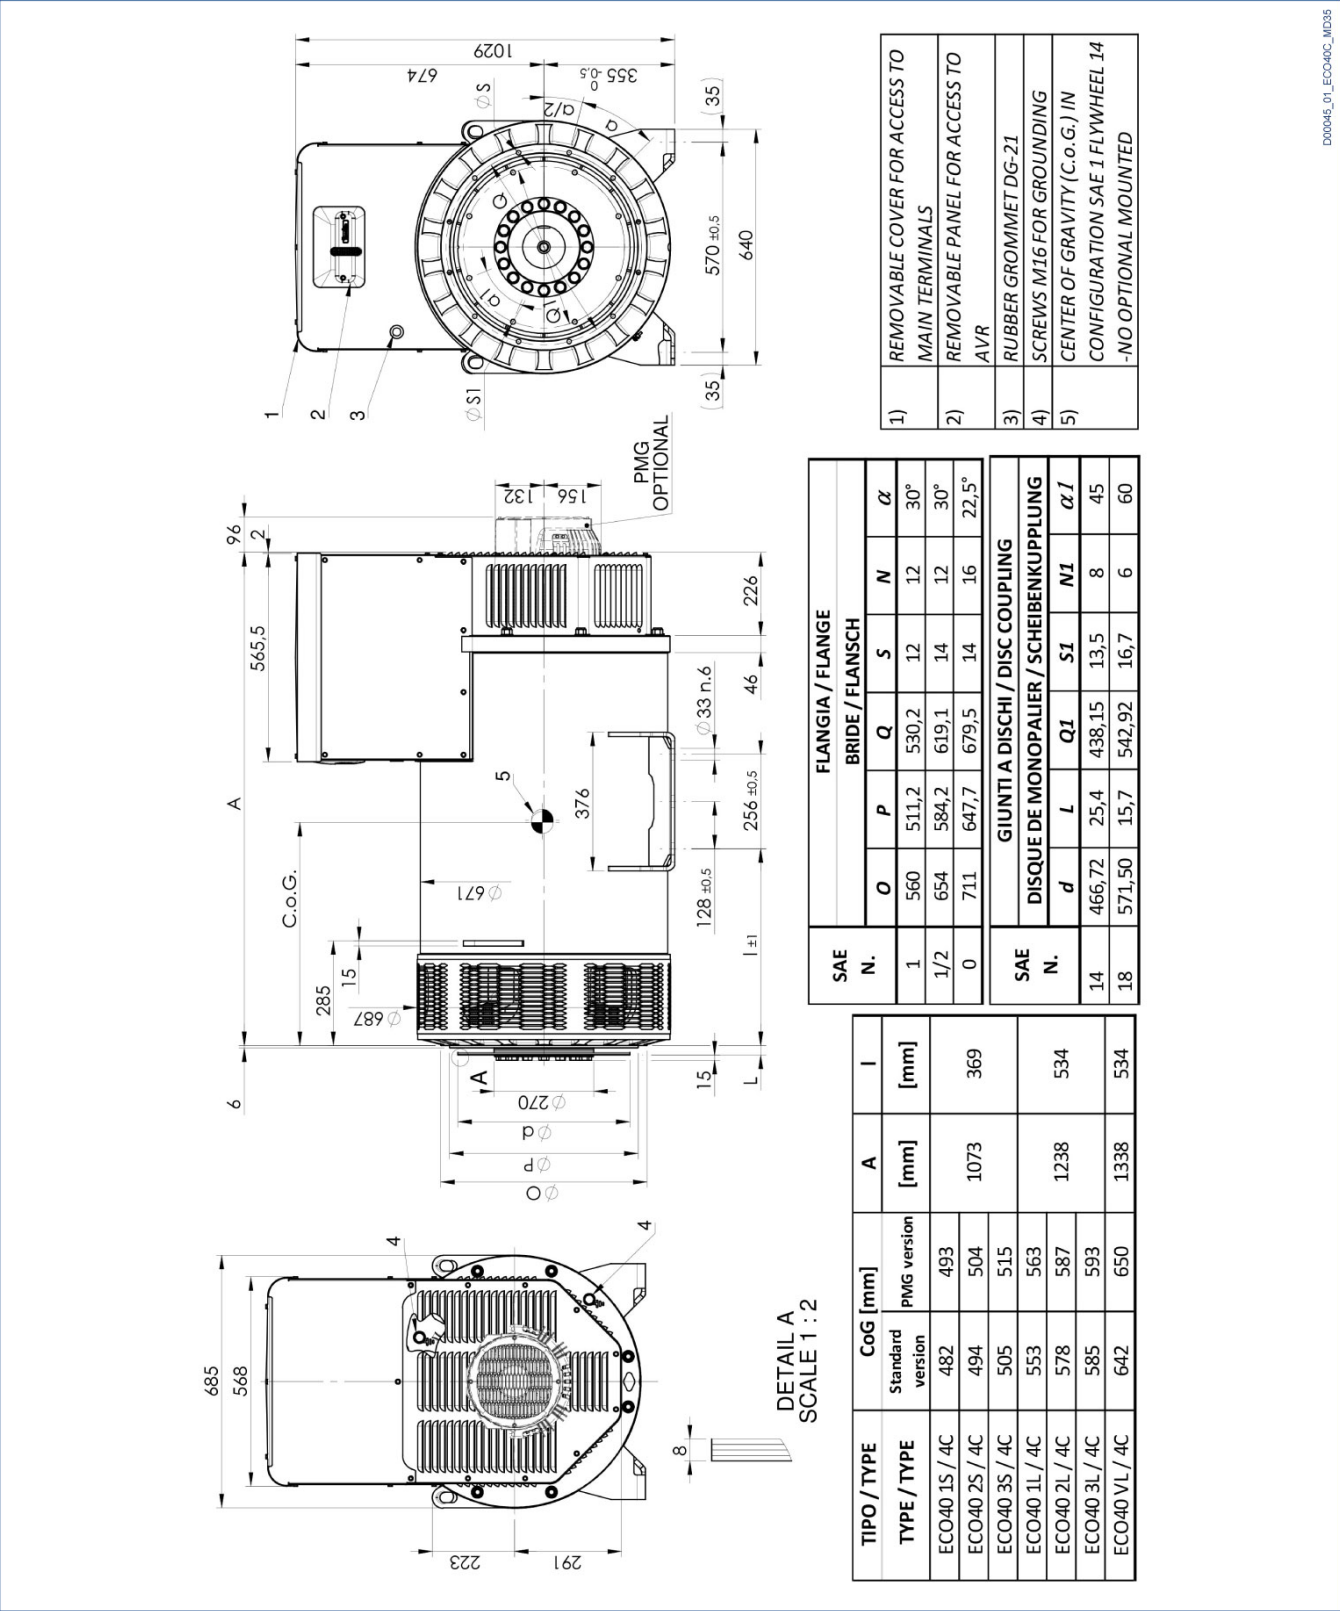 D00045_01_ECO40C_MD35
685
568
223
291
4
4
8
DETAIL A
SCALE 1 : 2
A
565,5
96
2
6
C.o.G.
285
15
∅ 687
∅ 671
5
376
∅ 33 n.6
132
156
PMG
OPTIONAL
A
∅ 270
∅ d
∅ P
∅ O
15
L
I ±1
128 ±0,5
256 ±0,5
46
226
1029
674
355 0 -0,5
∅ S
α/2
α
Q
α1
Q1
∅ S1
1
2
3
(35)
(35)
570 ±0,5
640
TIPO / TYPE CoG [mm] A I
TYPE / TYPE Standard version PMG version [mm] [mm]
ECO40 1S / 4C 482 493
ECO40 2S / 4C 494 504 1073 369
ECO40 3S / 4C 505 515
ECO40 1L / 4C 553 563
ECO40 2L / 4C 578 587 1238 534
ECO40 3L / 4C 585 593
ECO40 VL / 4C 642 650 1338 534
SAE N. FLANGIA / FLANGE
BRIDE / FLANSCH
O P Q S N α
1 560 511,2 530,2 12 12 30°
1/2 654 584,2 619,1 14 12 30°
0 711 647,7 679,5 14 16 22,5°
SAE N. GIUNTI A DISCHI / DISC COUPLING
DISQUE DE MONOPALIER / SCHEIBENKUPPLUNG
d L Q1 S1 N1 α1
14 466,72 25,4 438,15 13,5 8 45
18 571,50 15,7 542,92 16,7 6 60
1) REMOVABLE COVER FOR ACCESS TO
MAIN TERMINALS
2) REMOVABLE PANEL FOR ACCESS TO
AVR
3) RUBBER GROMMET DG-21
4) SCREWS M16 FOR GROUNDING
5) CENTER OF GRAVITY (C.o.G.) IN
CONFIGURATION SAE 1 FLYWHEEL 14
-NO OPTIONAL MOUNTED